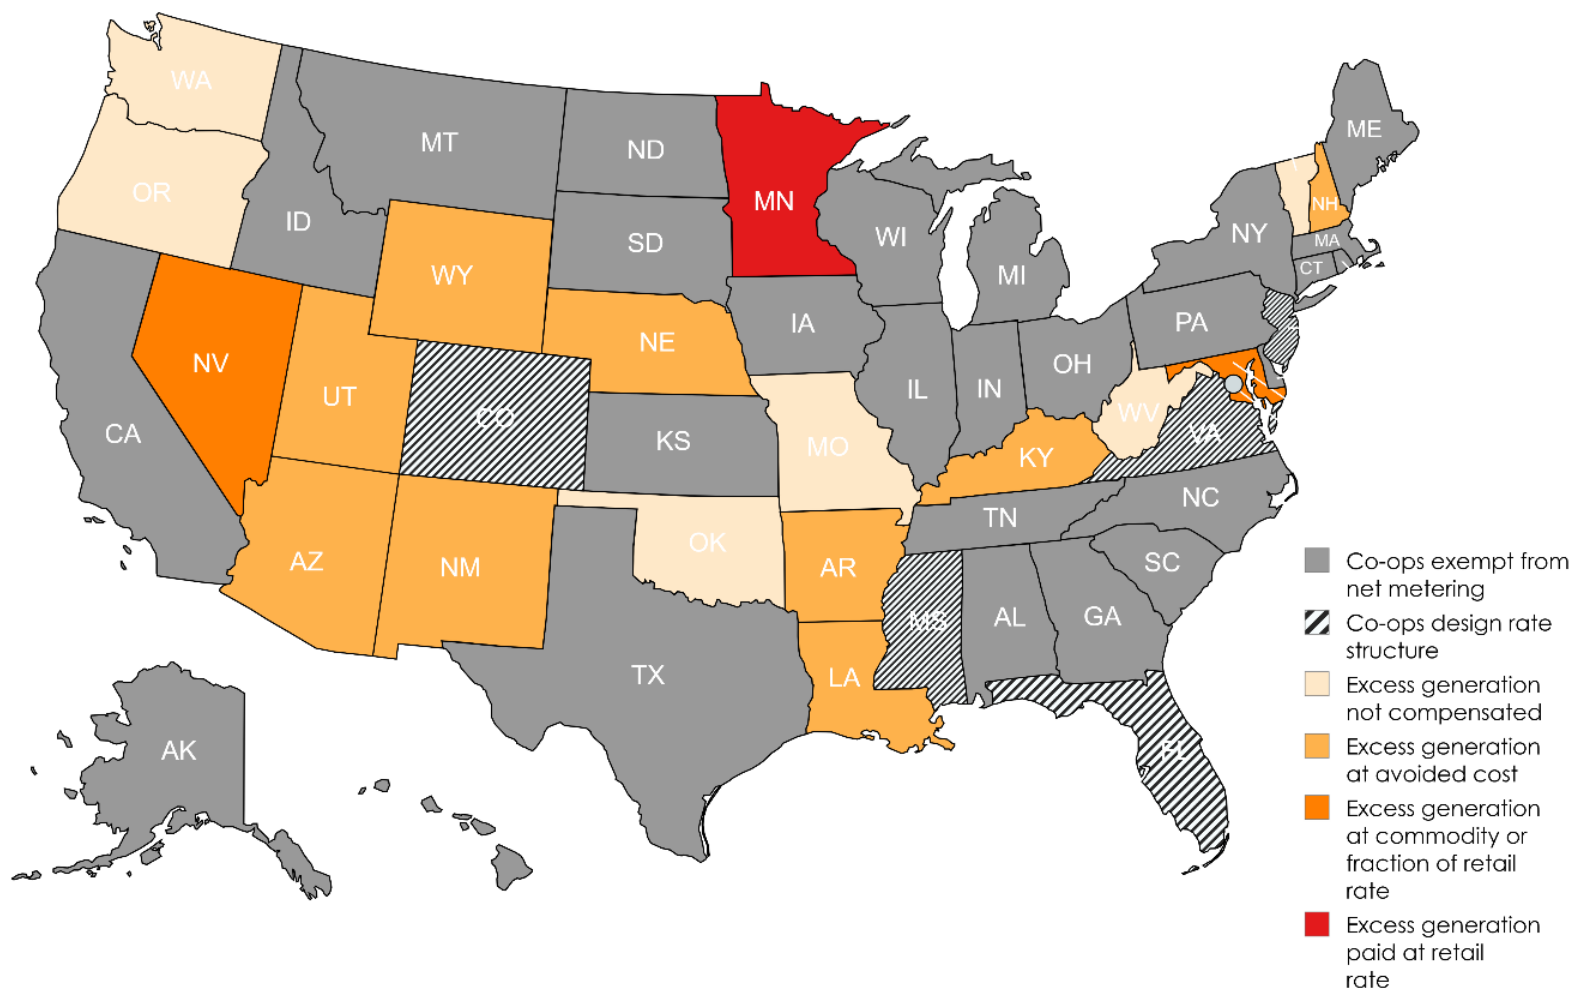 WA
MT
ND
ME
OR
ID
MN
WI
NY
NH
SD
MA
MI
CT
WY
IA
PA
NV
NE
UT
CO
IL
IN
OH
CA
KS
MO
KY
WV
VA
AZ
NM
OK
AR
TN
NC
SC
MS
AL
GA
TX
LA
FL
AK
Co-ops exempt from
net metering
Co-ops design rate
structure
Excess generation
not compensated
Excess generation
at avoided cost
Excess generation
at commodity or
fraction of retail
rate
Excess generation
paid at retail
rate